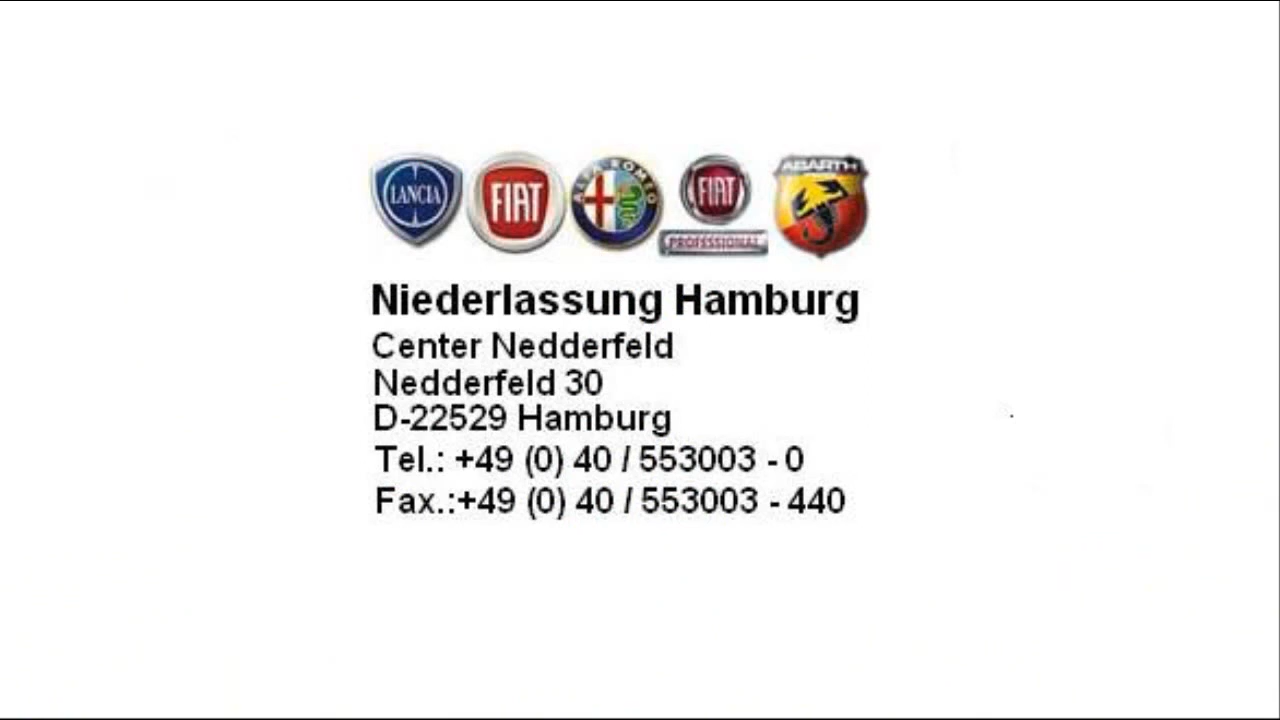 LANCIA FIAT ALFA ROMEO FIAT ABARTH
PROFESSIONAL
Niederlassung Hamburg
Center Nedderfeld
Nedderfeld 30
D-22529 Hamburg
Tel.: +49 (0) 40 / 553003 - 0
Fax.:+49 (0) 40 / 553003 - 440